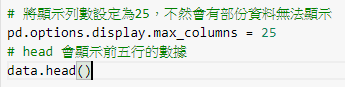 # 將顯示列數設定為25，不然會有部份資料無法顯示
pd.options.display.max_columns = 25
# head 會顯示前五行的數據
data.head()